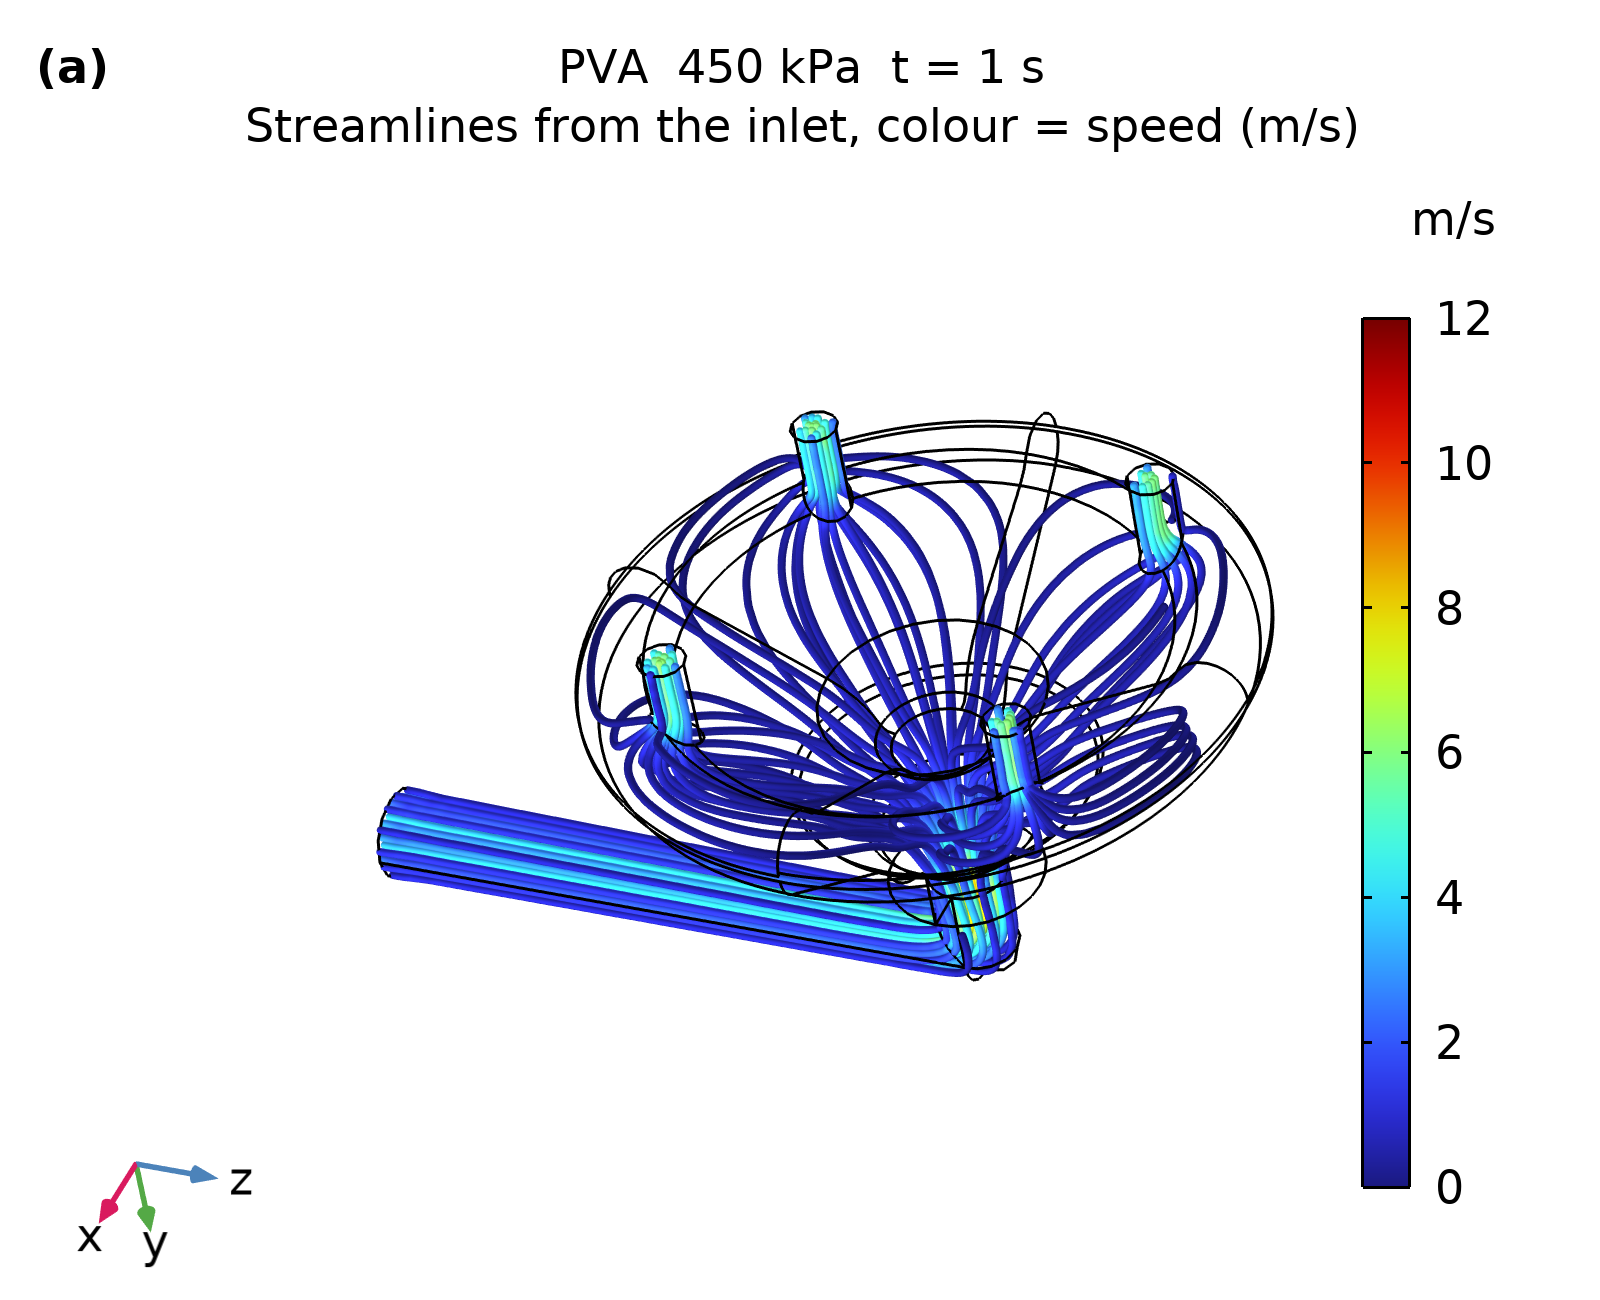 (a)
PVA 450 kPa t = 1 s
Streamlines from the inlet, colour = speed (m/s)
m/s
12
10
8
6
4
2
0
z
x
y